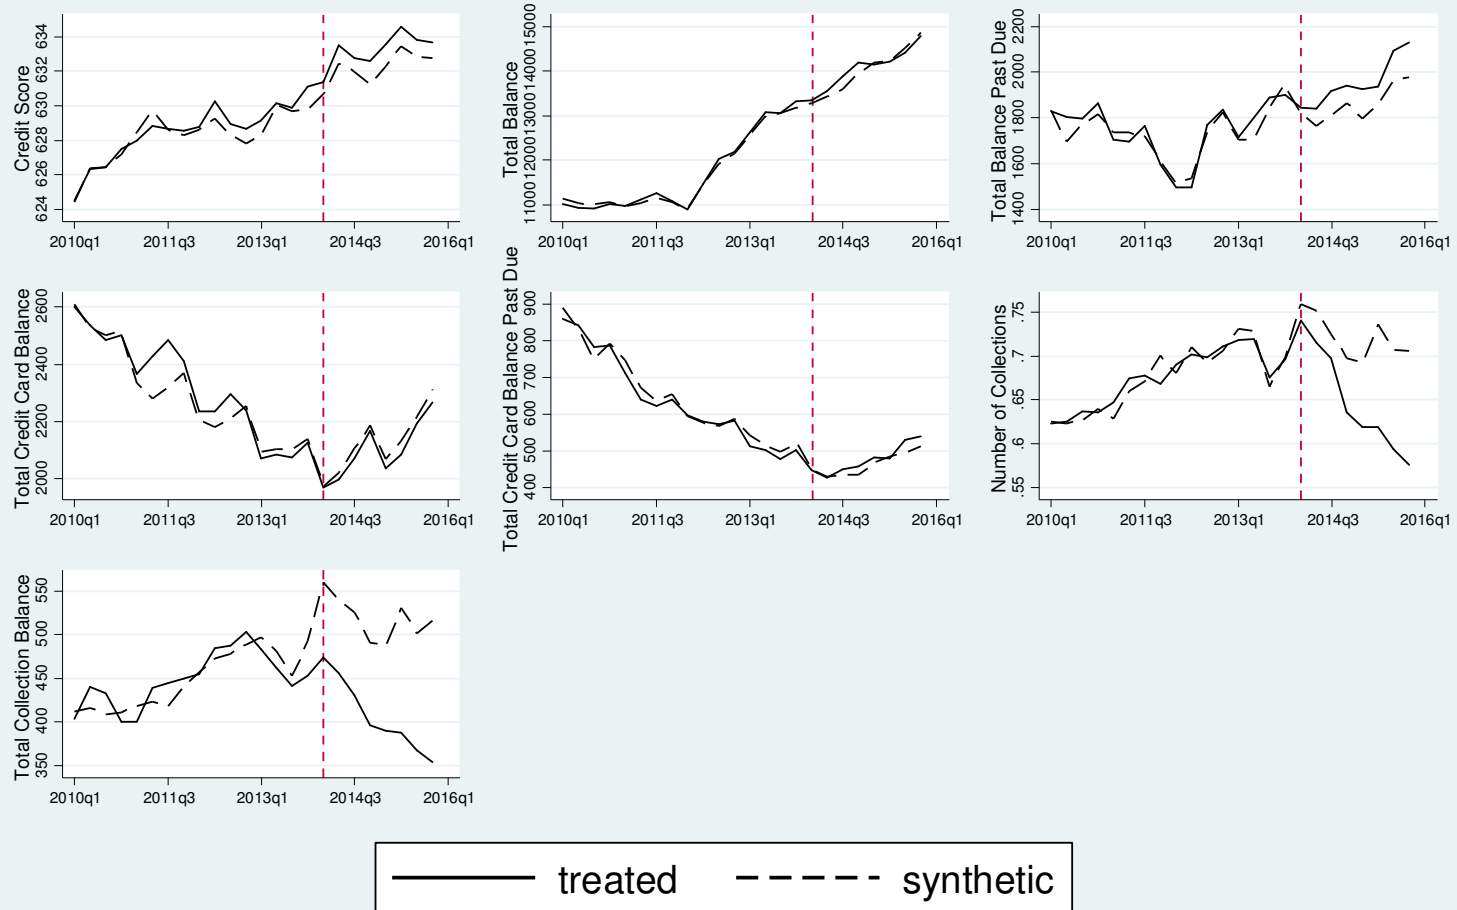 Credit Score
634
632
630
628
626
624
2010q1 2011q3 2013q1 2014q3 2016q1
Total Balance
15000
14000
13000
12000
11000
2010q1 2011q3 2013q1 2014q3 2016q1
Total Balance Past Due
2200
2000
1800
1600
1400
2010q1 2011q3 2013q1 2014q3 2016q1
Total Credit Card Balance
2600
2400
2200
2000
2010q1 2011q3 2013q1 2014q3 2016q1
Total Credit Card Balance Past Due
900
800
700
600
500
400
2010q1 2011q3 2013q1 2014q3 2016q1
Number of Collections
.75
.7
.65
.6
.55
2010q1 2011q3 2013q1 2014q3 2016q1
Total Collection Balance
550
500
450
400
350
2010q1 2011q3 2013q1 2014q3 2016q1
treated synthetic